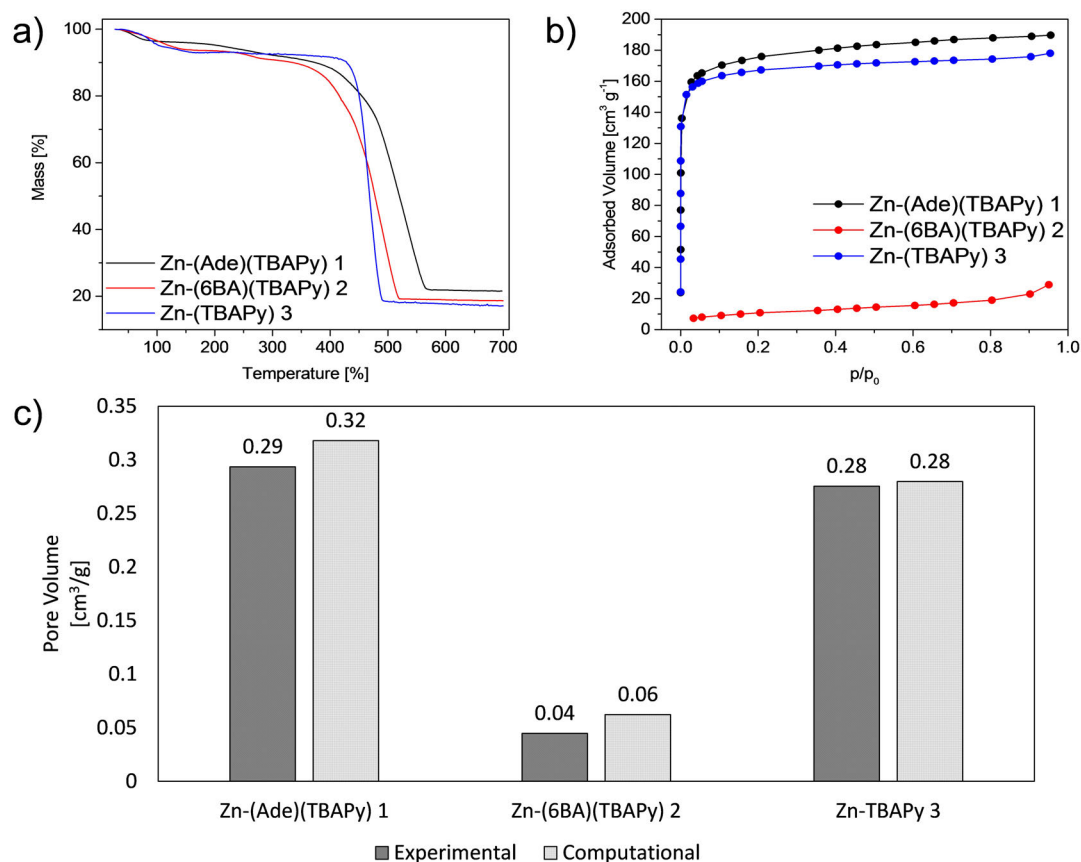 a)
100
80
60
40
20
Mass [%]
Zn-(Ade)(TBAPy) 1
Zn-(6BA)(TBAPy) 2
Zn-(TBAPy) 3
100 200 300 400 500 600 700
Temperature [%]
b)
200
180
160
140
120
100
80
60
40
20
0
Adsorbed Volume [cm³ g⁻¹]
Zn-(Ade)(TBAPy) 1
Zn-(6BA)(TBAPy) 2
Zn-(TBAPy) 3
0.0 0.2 0.4 0.6 0.8 1.0
p/p₀
c)
0.35
0.3
0.25
0.2
0.15
0.1
0.05
0
Pore Volume
[cm³/g]
0.29 0.32 0.04 0.06 0.28 0.28
Zn-(Ade)(TBAPy) 1 Zn-(6BA)(TBAPy) 2 Zn-TBAPy 3
Experimental Computational